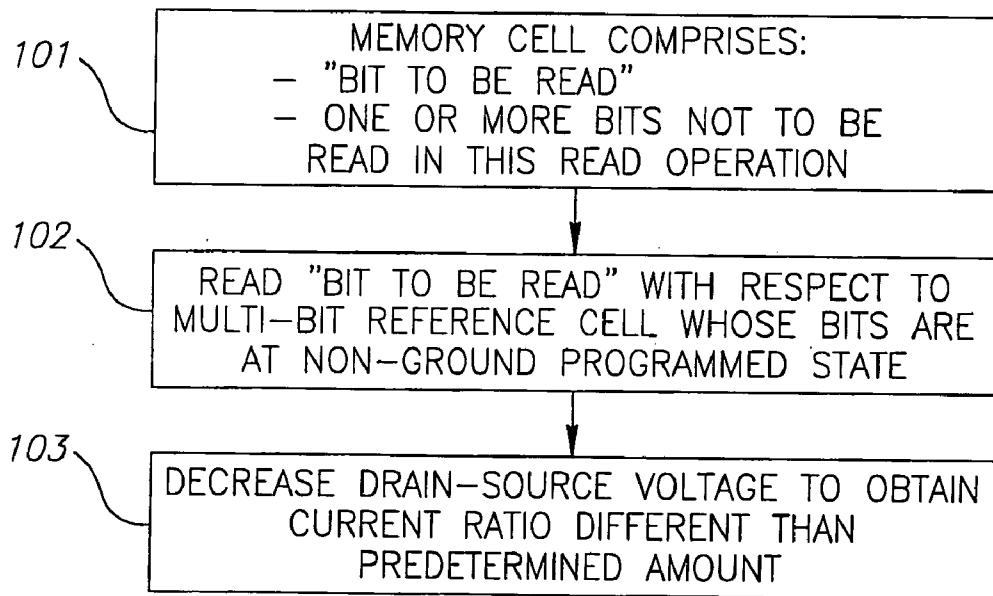 101
MEMORY CELL COMPRISES:
– "BIT TO BE READ"
– ONE OR MORE BITS NOT TO BE
READ IN THIS READ OPERATION
102
READ "BIT TO BE READ" WITH RESPECT TO
MULTI–BIT REFERENCE CELL WHOSE BITS ARE
AT NON–GROUND PROGRAMMED STATE
103
DECREASE DRAIN–SOURCE VOLTAGE TO OBTAIN
CURRENT RATIO DIFFERENT THAN
PREDETERMINED AMOUNT